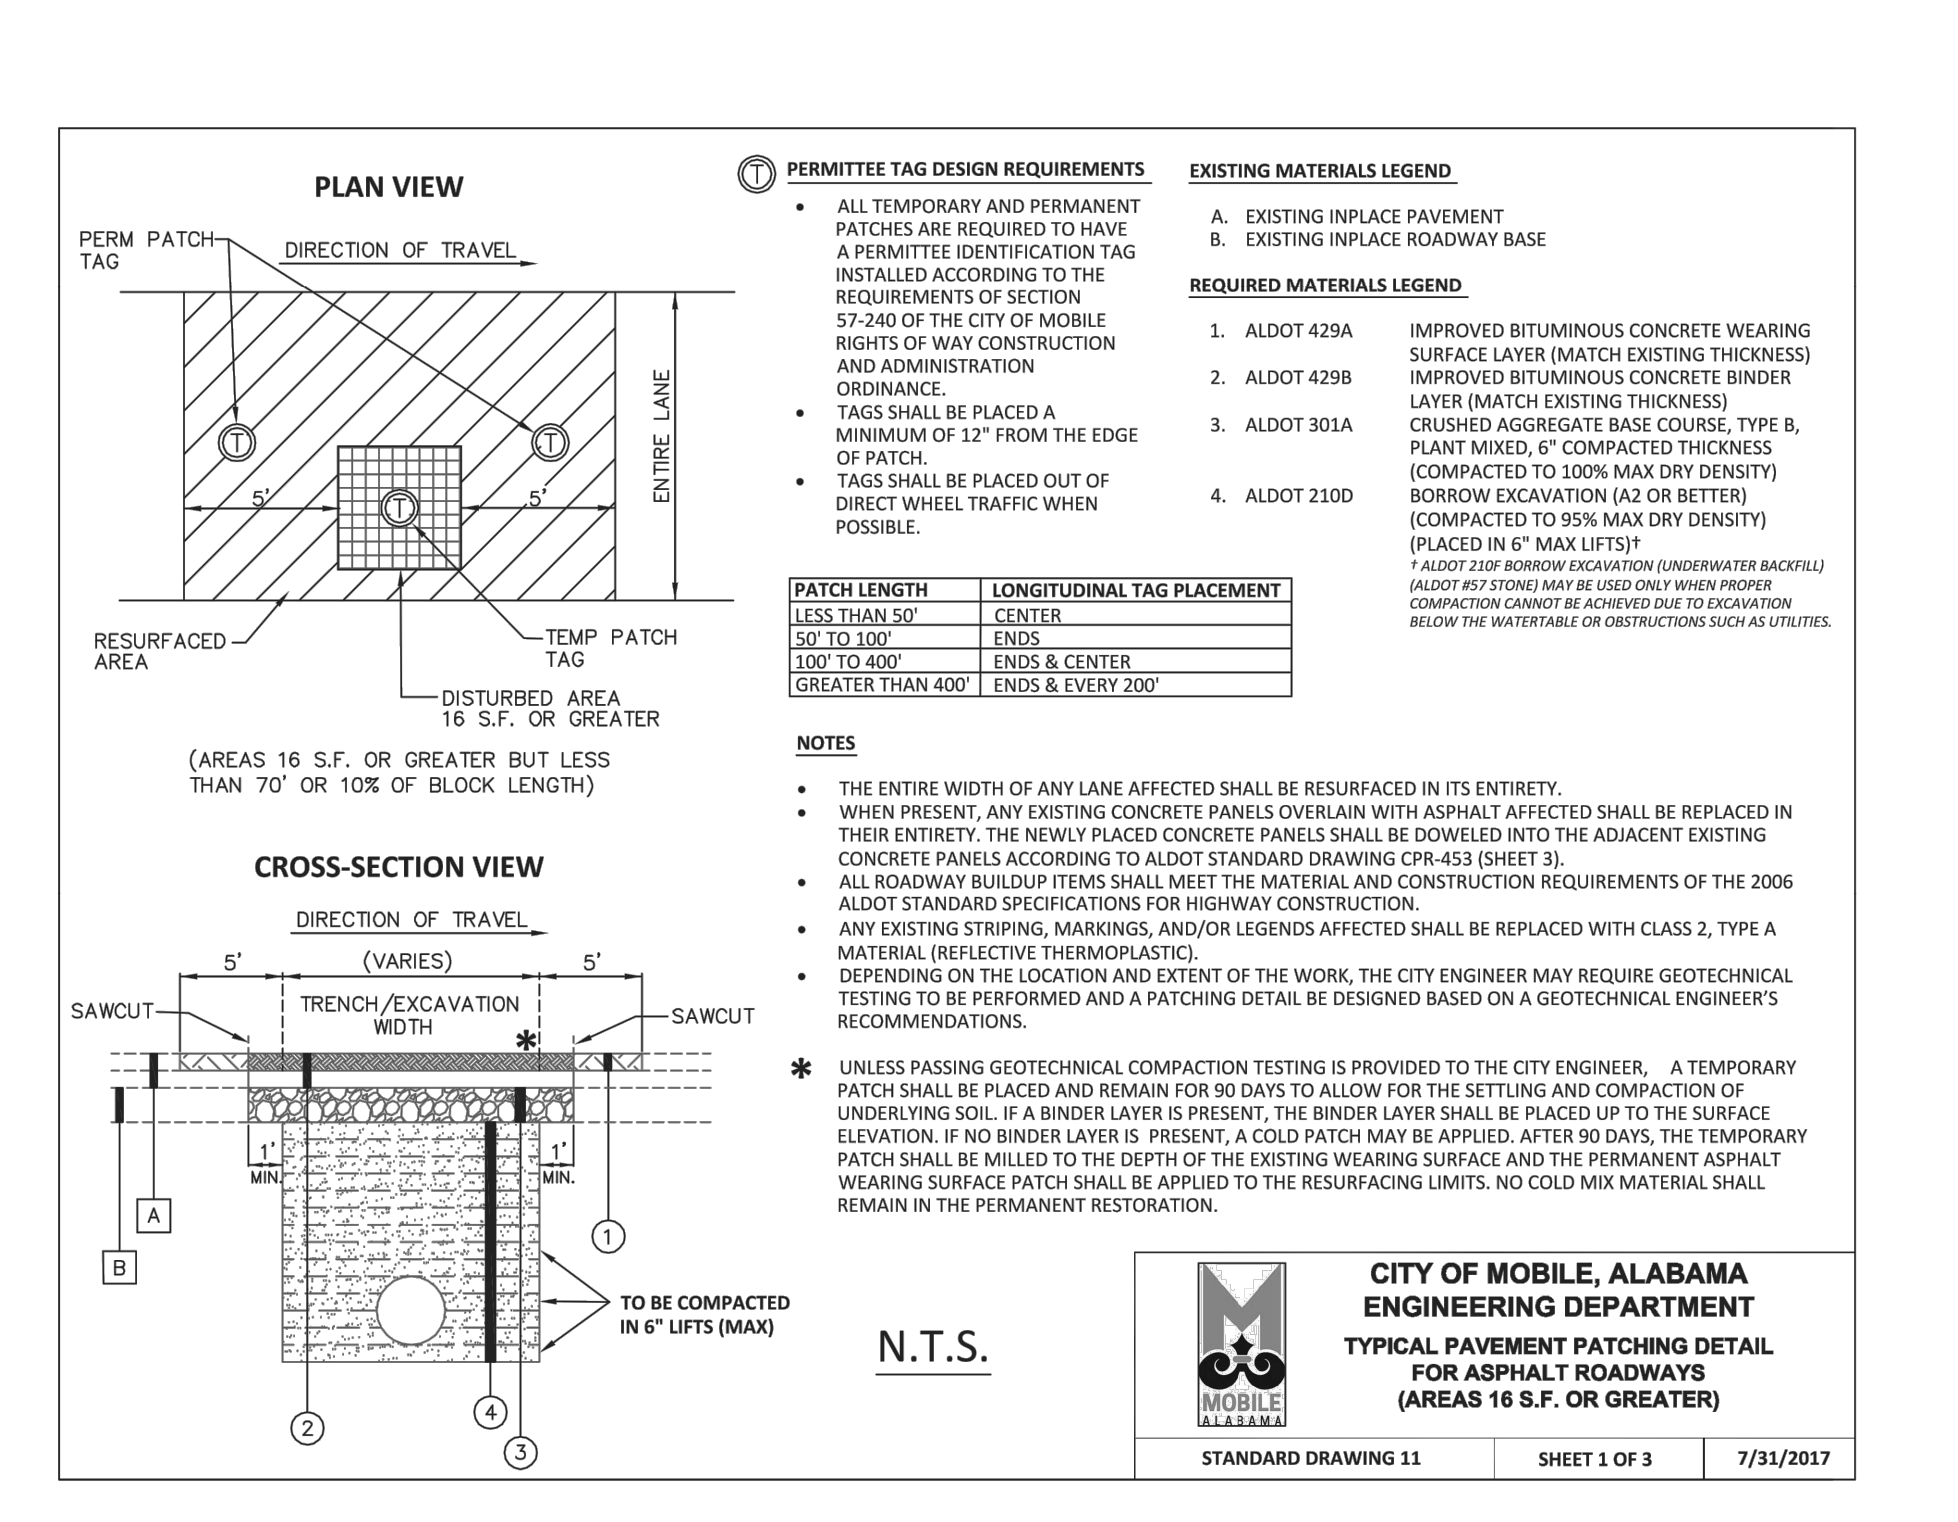 PLAN VIEW
PERM PATCH
TAG
DIRECTION OF TRAVEL
T
T
T
5'
5'
ENTIRE LANE
RESURFACED
AREA
TEMP PATCH
TAG
DISTURBED AREA
16 S.F. OR GREATER
(AREAS 16 S.F. OR GREATER BUT LESS
THAN 70' OR 10% OF BLOCK LENGTH)
CROSS-SECTION VIEW
DIRECTION OF TRAVEL
5'
(VARIES)
5'
SAWCUT
TRENCH/EXCAVATION
WIDTH
*
SAWCUT
1'
MIN.
1'
MIN.
A
B
1
TO BE COMPACTED
IN 6" LIFTS (MAX)
2
4
3
T
PERMITTEE TAG DESIGN REQUIREMENTS
• ALL TEMPORARY AND PERMANENT
PATCHES ARE REQUIRED TO HAVE
A PERMITTEE IDENTIFICATION TAG
INSTALLED ACCORDING TO THE
REQUIREMENTS OF SECTION
57-240 OF THE CITY OF MOBILE
RIGHTS OF WAY CONSTRUCTION
AND ADMINISTRATION
ORDINANCE.
• TAGS SHALL BE PLACED A
MINIMUM OF 12" FROM THE EDGE
OF PATCH.
• TAGS SHALL BE PLACED OUT OF
DIRECT WHEEL TRAFFIC WHEN
POSSIBLE.
EXISTING MATERIALS LEGEND
A. EXISTING INPLACE PAVEMENT
B. EXISTING INPLACE ROADWAY BASE
REQUIRED MATERIALS LEGEND
1. ALDOT 429A IMPROVED BITUMINOUS CONCRETE WEARING
SURFACE LAYER (MATCH EXISTING THICKNESS)
2. ALDOT 429B IMPROVED BITUMINOUS CONCRETE BINDER
LAYER (MATCH EXISTING THICKNESS)
3. ALDOT 301A CRUSHED AGGREGATE BASE COURSE, TYPE B,
PLANT MIXED, 6" COMPACTED THICKNESS
(COMPACTED TO 100% MAX DRY DENSITY)
4. ALDOT 210D BORROW EXCAVATION (A2 OR BETTER)
(COMPACTED TO 95% MAX DRY DENSITY)
(PLACED IN 6" MAX LIFTS)†
† ALDOT 210F BORROW EXCAVATION (UNDERWATER BACKFILL)
(ALDOT #57 STONE) MAY BE USED ONLY WHEN PROPER
COMPACTION CANNOT BE ACHIEVED DUE TO EXCAVATION
BELOW THE WATERTABLE OR OBSTRUCTIONS SUCH AS UTILITIES.
PATCH LENGTH LONGITUDINAL TAG PLACEMENT
LESS THAN 50' CENTER
50' TO 100' ENDS
100' TO 400' ENDS & CENTER
GREATER THAN 400' ENDS & EVERY 200'
NOTES
• THE ENTIRE WIDTH OF ANY LANE AFFECTED SHALL BE RESURFACED IN ITS ENTIRETY.
• WHEN PRESENT, ANY EXISTING CONCRETE PANELS OVERLAIN WITH ASPHALT AFFECTED SHALL BE REPLACED IN
THEIR ENTIRETY. THE NEWLY PLACED CONCRETE PANELS SHALL BE DOWELED INTO THE ADJACENT EXISTING
CONCRETE PANELS ACCORDING TO ALDOT STANDARD DRAWING CPR-453 (SHEET 3).
• ALL ROADWAY BUILDUP ITEMS SHALL MEET THE MATERIAL AND CONSTRUCTION REQUIREMENTS OF THE 2006
ALDOT STANDARD SPECIFICATIONS FOR HIGHWAY CONSTRUCTION.
• ANY EXISTING STRIPING, MARKINGS, AND/OR LEGENDS AFFECTED SHALL BE REPLACED WITH CLASS 2, TYPE A
MATERIAL (REFLECTIVE THERMOPLASTIC).
• DEPENDING ON THE LOCATION AND EXTENT OF THE WORK, THE CITY ENGINEER MAY REQUIRE GEOTECHNICAL
TESTING TO BE PERFORMED AND A PATCHING DETAIL BE DESIGNED BASED ON A GEOTECHNICAL ENGINEER'S
RECOMMENDATIONS.
* UNLESS PASSING GEOTECHNICAL COMPACTION TESTING IS PROVIDED TO THE CITY ENGINEER, A TEMPORARY
PATCH SHALL BE PLACED AND REMAIN FOR 90 DAYS TO ALLOW FOR THE SETTLING AND COMPACTION OF
UNDERLYING SOIL. IF A BINDER LAYER IS PRESENT, THE BINDER LAYER SHALL BE PLACED UP TO THE SURFACE
ELEVATION. IF NO BINDER LAYER IS PRESENT, A COLD PATCH MAY BE APPLIED. AFTER 90 DAYS, THE TEMPORARY
PATCH SHALL BE MILLED TO THE DEPTH OF THE EXISTING WEARING SURFACE AND THE PERMANENT ASPHALT
WEARING SURFACE PATCH SHALL BE APPLIED TO THE RESURFACING LIMITS. NO COLD MIX MATERIAL SHALL
REMAIN IN THE PERMANENT RESTORATION.
N.T.S.
MOBILE
ALABAMA
CITY OF MOBILE, ALABAMA
ENGINEERING DEPARTMENT
TYPICAL PAVEMENT PATCHING DETAIL
FOR ASPHALT ROADWAYS
(AREAS 16 S.F. OR GREATER)
STANDARD DRAWING 11
SHEET 1 OF 3
7/31/2017